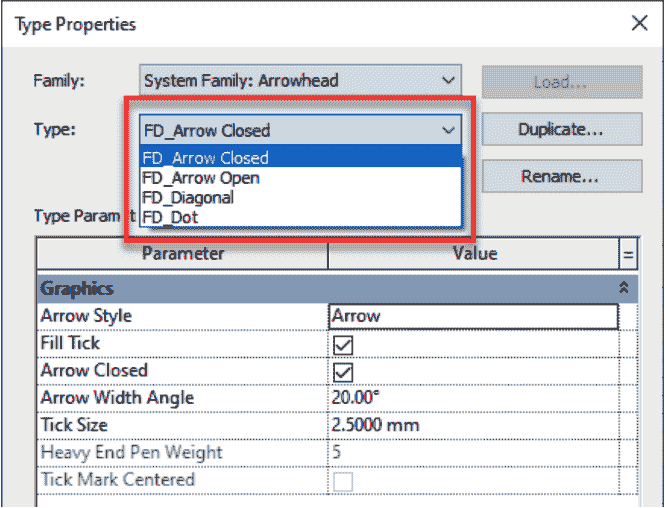 Type Properties
Family: System Family: Arrowhead Load...
Type: FD_Arrow Closed Duplicate...
FD_Arrow Closed
FD_Arrow Open Rename...
FD_Diagonal
Type Paramet FD_Dot
Parameter Value =
Graphics
Arrow Style Arrow
Fill Tick
Arrow Closed
Arrow Width Angle 20.00°
Tick Size 2.5000 mm
Heavy End Pen Weight 5
Tick Mark Centered